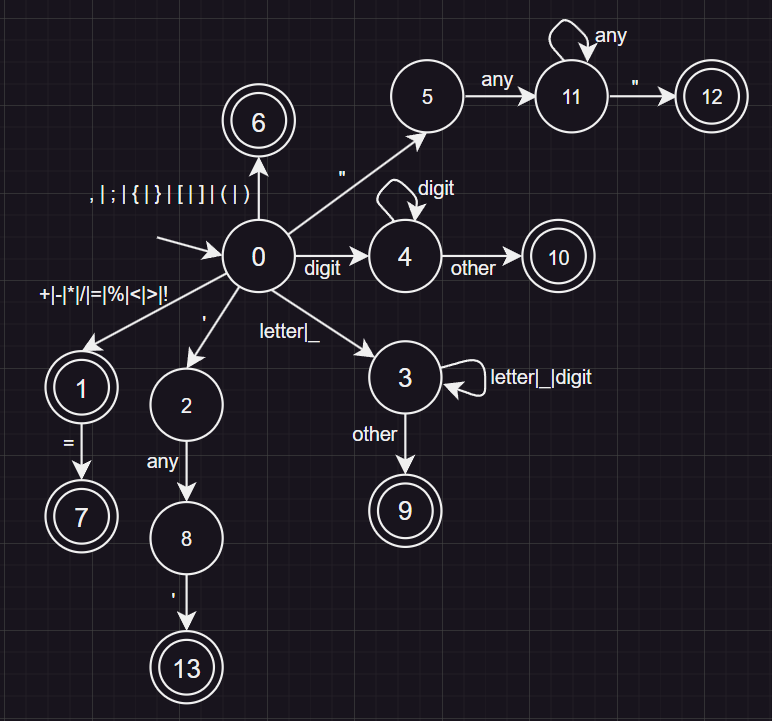 any
5
any
11
"
12
6
"
, | ; | { | } | [ | ] | ( | )
digit
0
digit
4
other
10
+|-|*|/|=|%|<|>|!
'
letter|_
1
2
3
letter|_|digit
=
any
other
7
8
9
'
13